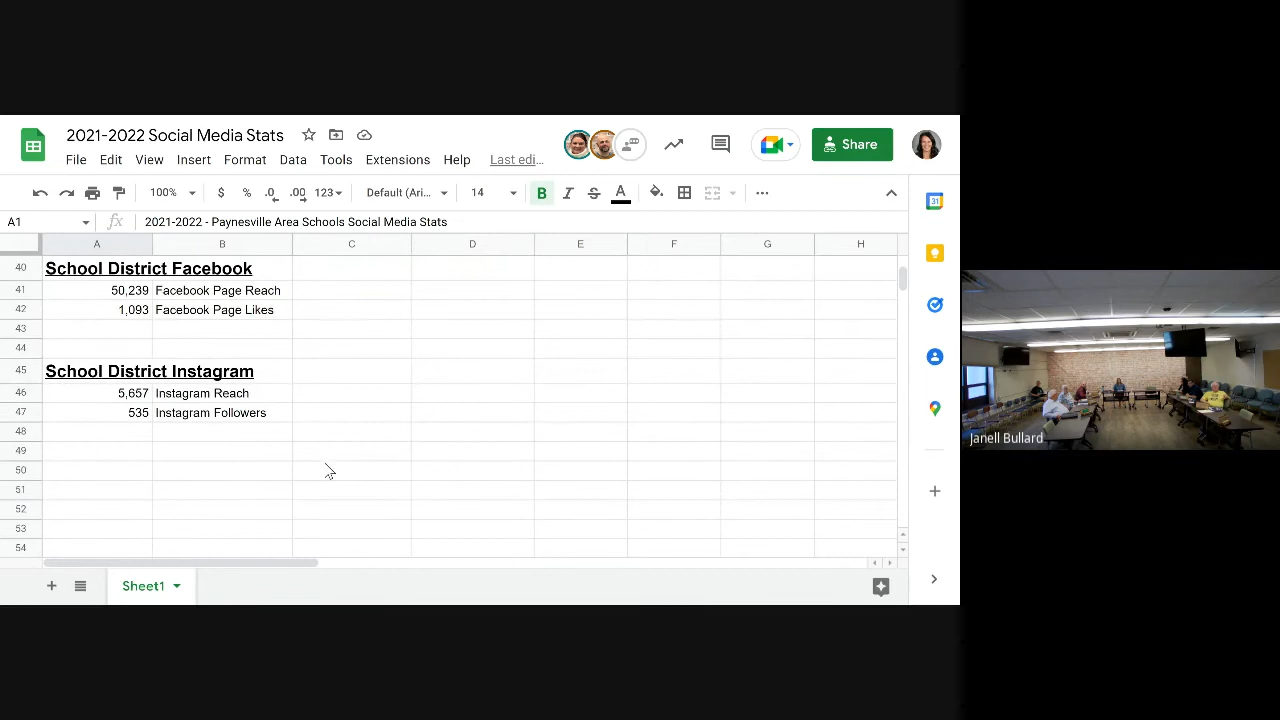 2021-2022 Social Media Stats
File Edit View Insert Format Data Tools Extensions Help Last edi...
Share
100% $ % .0 .00 123 Default (Ari... 14 B I S A
A1 fx 2021-2022 - Paynesville Area Schools Social Media Stats
A B C D E F G H
40 School District Facebook
41 50,239 Facebook Page Reach
42 1,093 Facebook Page Likes
43
44
45 School District Instagram
46 5,657 Instagram Reach
47 535 Instagram Followers
48
49
50
51
52
53
54
Sheet1
31
Janell Bullard